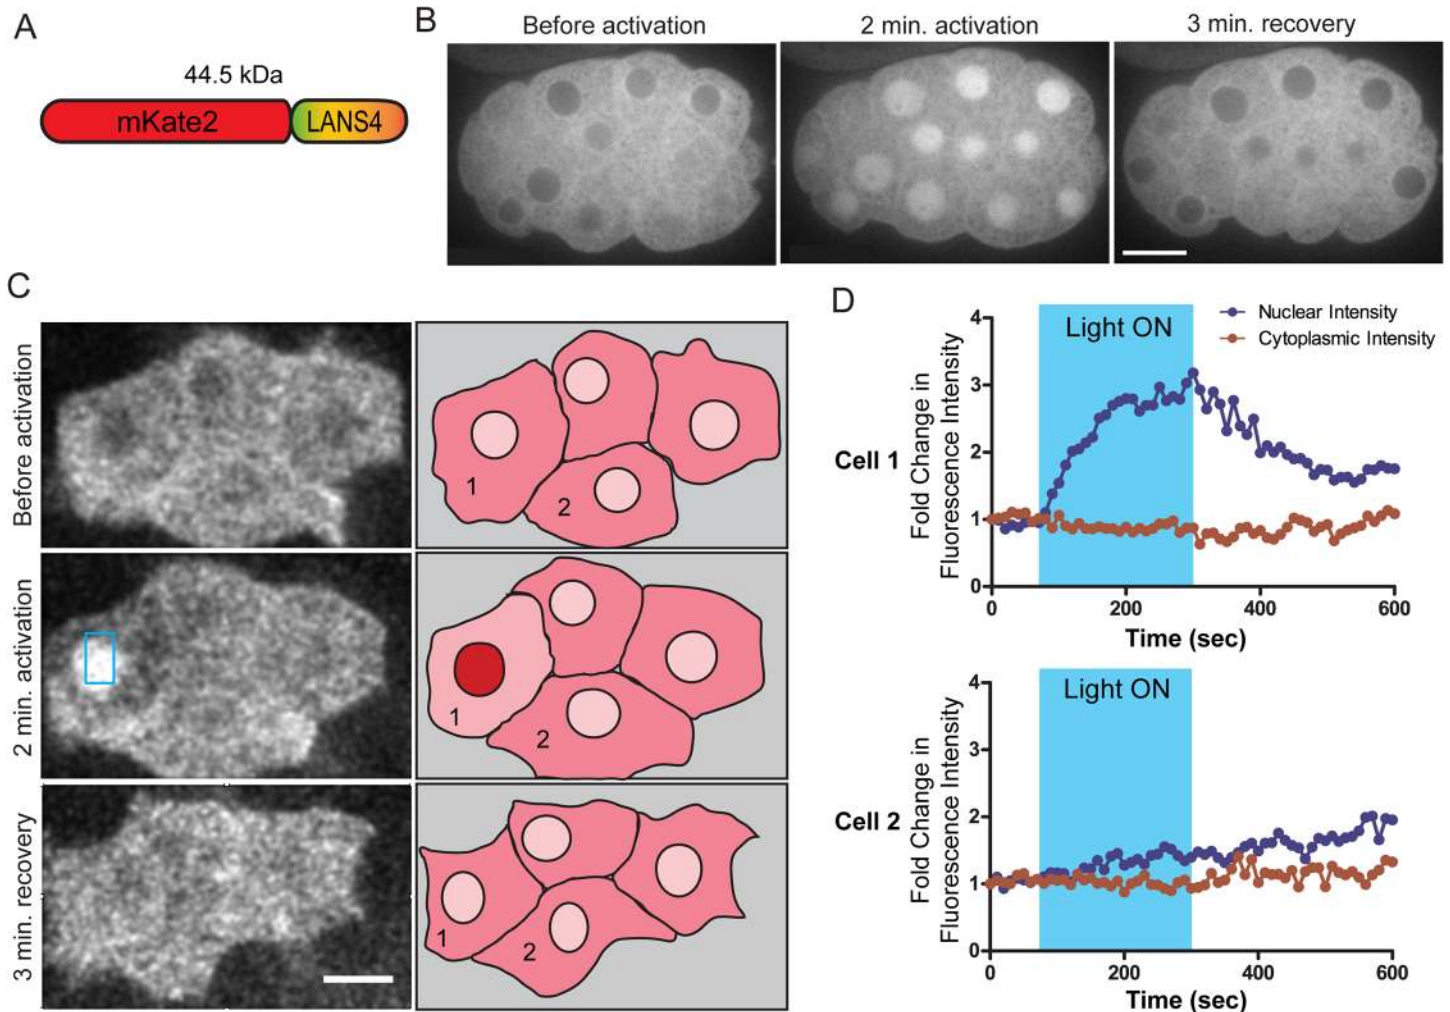 A
44.5 kDa
mKate2
LANS4
B
Before activation
2 min. activation
3 min. recovery
C
Before activation
1
2
2 min. activation
1
2
3 min. recovery
1
2
D
Cell 1
Fold Change in
Fluorescence Intensity
4
3
2
1
0
Light ON
Nuclear Intensity
Cytoplasmic Intensity
0
200
400
600
Time (sec)
Cell 2
Fold Change in
Fluorescence Intensity
4
3
2
1
0
Light ON
0
200
400
600
Time (sec)